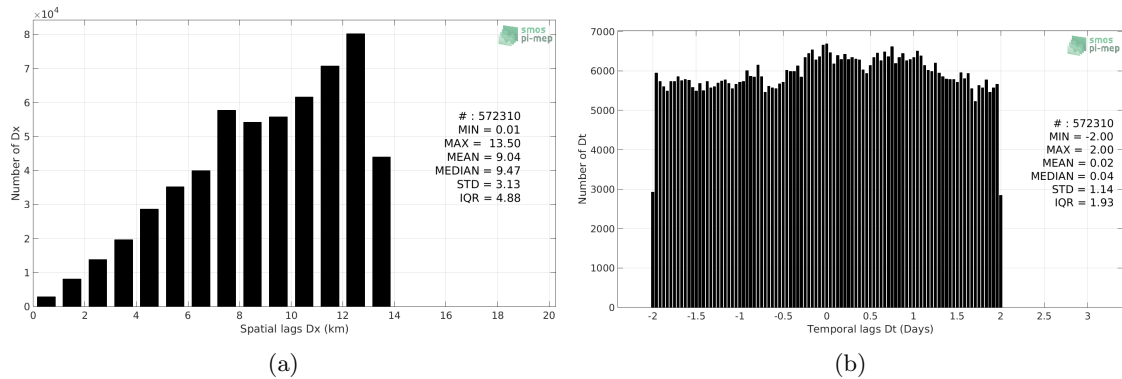 ×10⁴
8
7
6
5
4
3
2
1
0
Number of Dx
0 2 4 6 8 10 12 14 16 18 20
Spatial lags Dx (km)
smos
pi-mep
# : 572310
MIN = 0.01
MAX = 13.50
MEAN = 9.04
MEDIAN = 9.47
STD = 3.13
IQR = 4.88
(a)
7000
6000
5000
4000
3000
2000
1000
0
Number of Dt
-2 -1.5 -1 -0.5 0 0.5 1 1.5 2 2.5 3
Temporal lags Dt (Days)
smos
pi-mep
# : 572310
MIN = -2.00
MAX = 2.00
MEAN = 0.02
MEDIAN = 0.04
STD = 1.14
IQR = 1.93
(b)